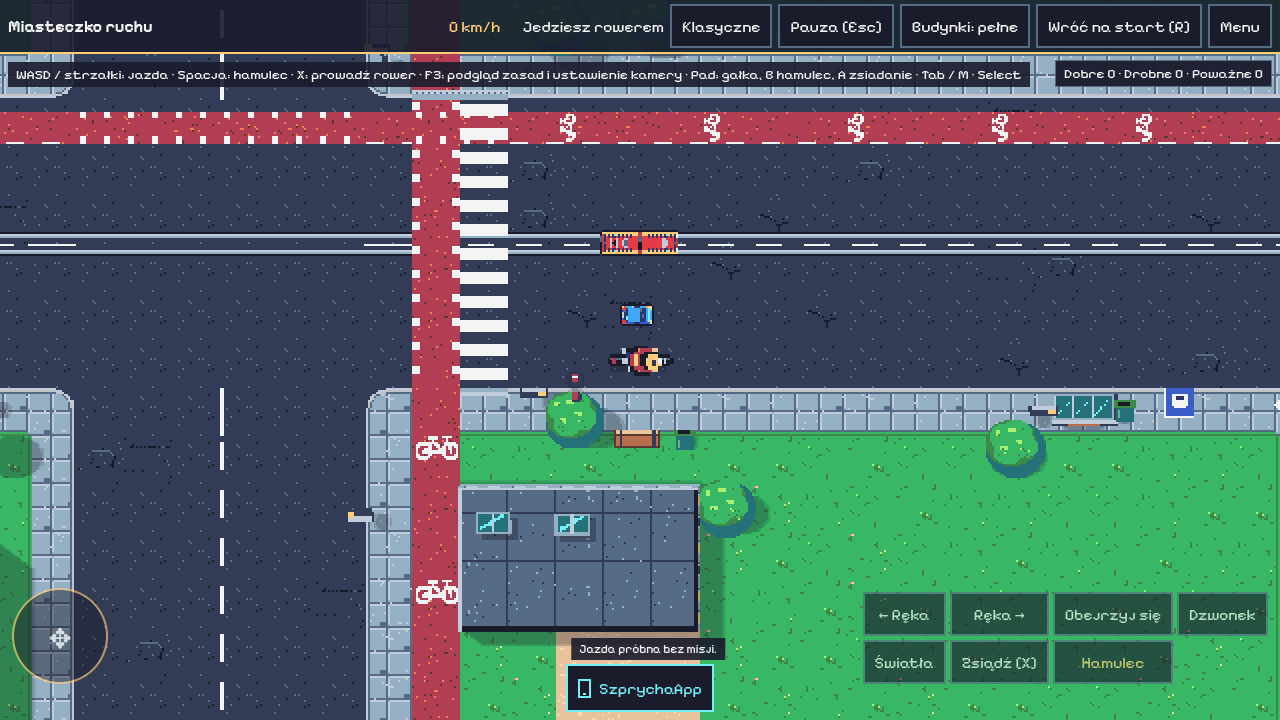 Miasteczko ruchu
0 km/h
Jedziesz rowerem
Klasyczne
Pauza (Esc)
Budynki: pełne
Wróć na start (R)
Menu
WASD / strzałki: jazda · Spacja: hamulec · X: prowadź rower · F3: podgląd zasad i ustawienie kamery · Pad: gałka, B hamulec, A zsiadanie · Tab / M · Select
Dobre 0 · Drobne 0 · Poważne 0
← Ręka
Ręka →
Obejrzyj się
Dzwonek
Światła
Zsiądź (X)
Hamulec
Jazda próbna bez misji.
SzprychaApp